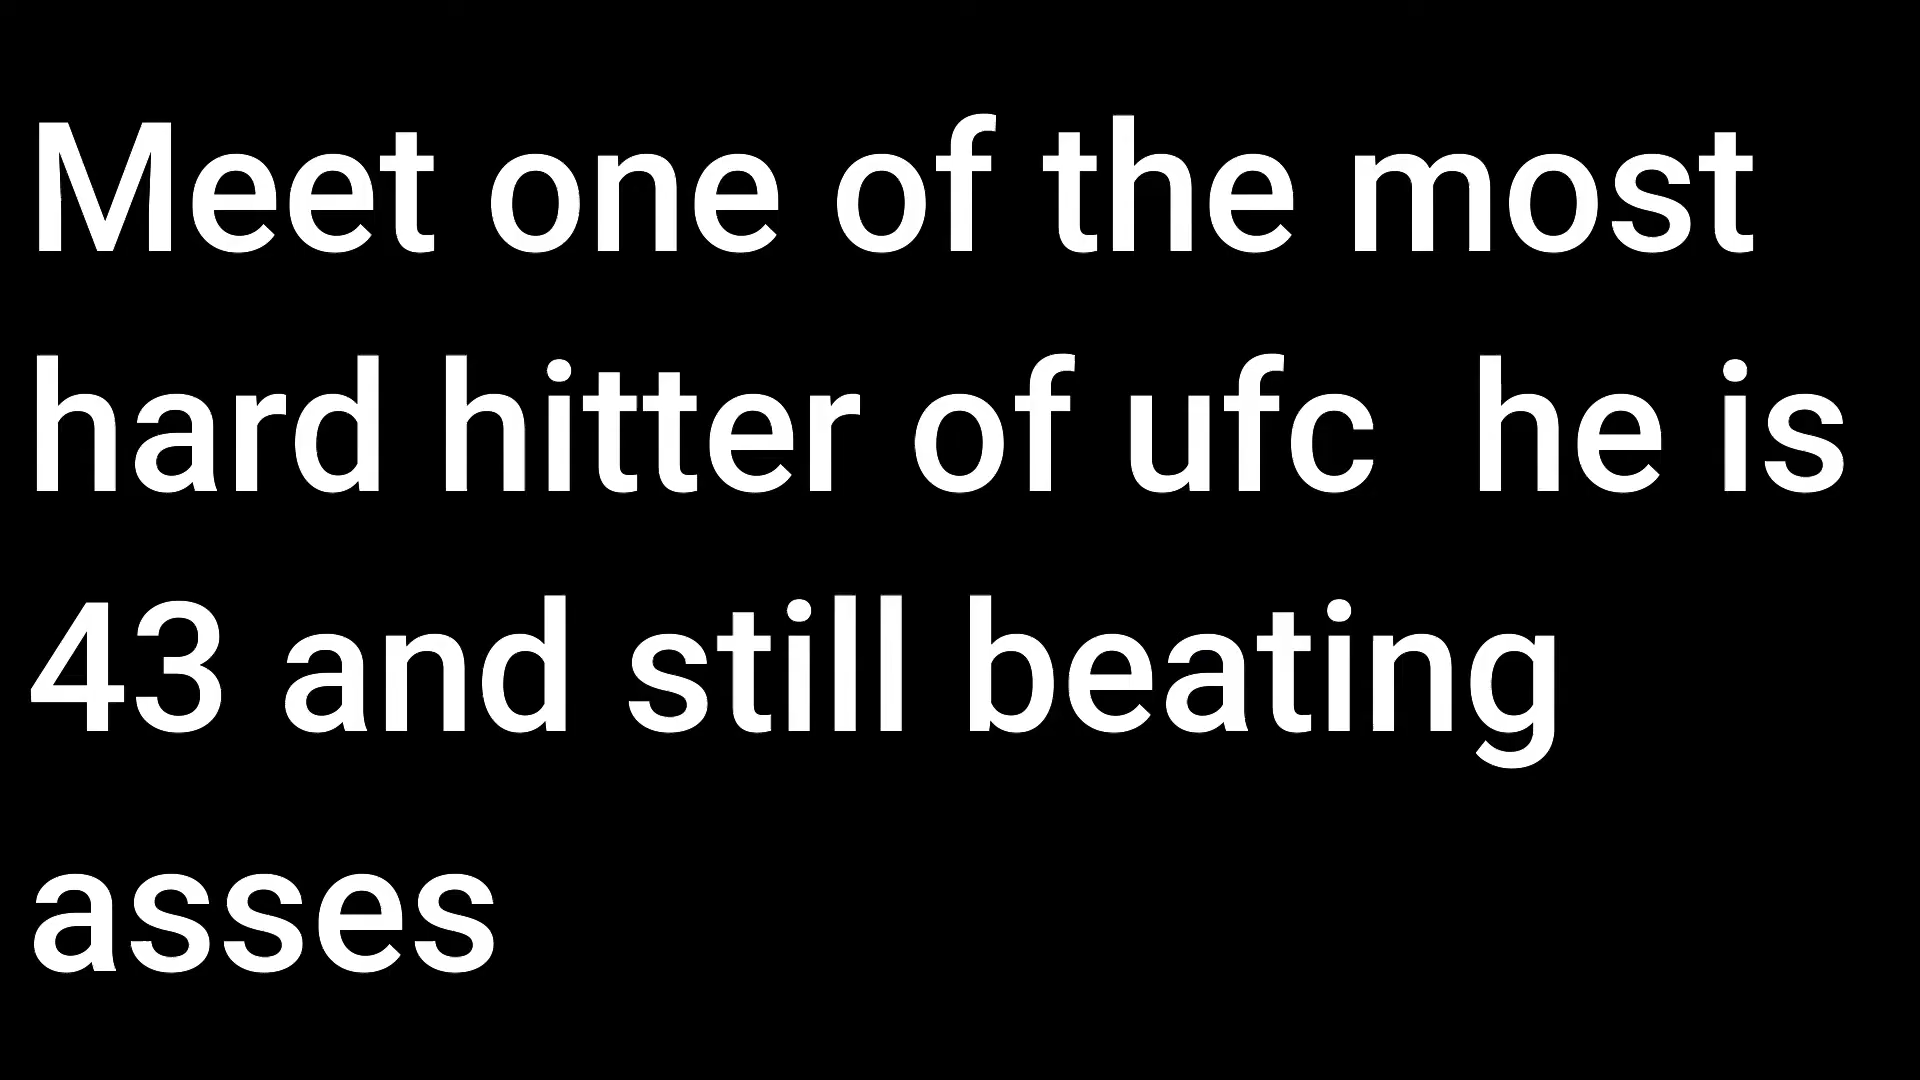 Meet one of the most
hard hitter of ufc  he is
43 and still beating
asses